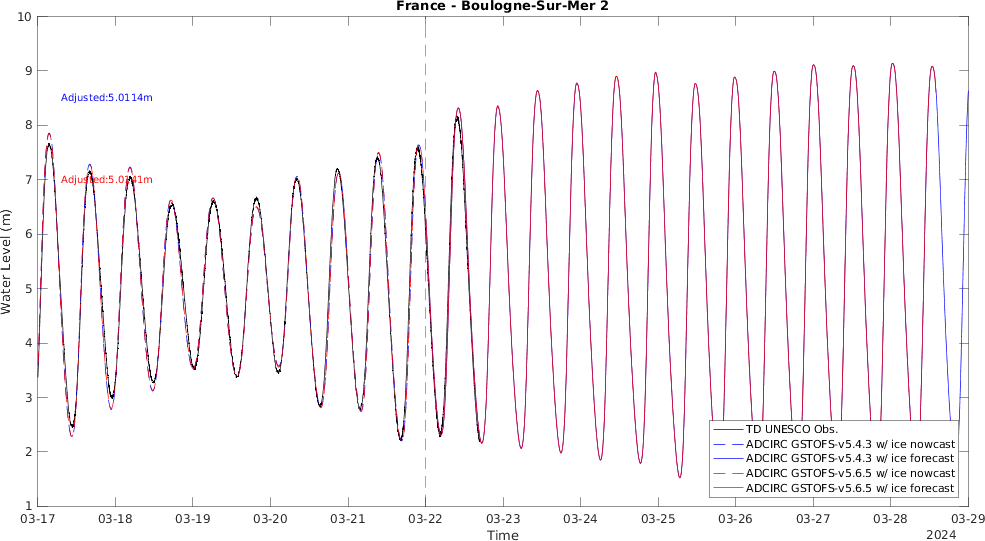 France - Boulogne-Sur-Mer 2
10
9
Adjusted:5.0114m
8
7
6
5
4
3
2
1
Water Level (m)
TD UNESCO Obs.
ADCIRC GSTOFS-v5.4.3 w/ ice nowcast
ADCIRC GSTOFS-v5.4.3 w/ ice forecast
ADCIRC GSTOFS-v5.6.5 w/ ice nowcast
ADCIRC GSTOFS-v5.6.5 w/ ice forecast
03-17 03-18 03-19 03-20 03-21 03-22 03-23 03-24 03-25 03-26 03-27 03-28 03-29
Time
2024